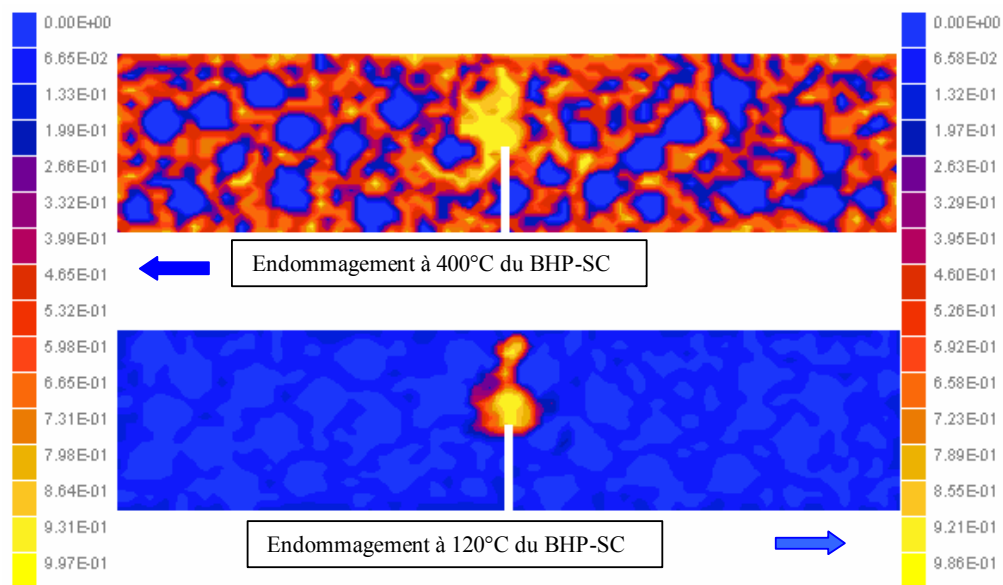 0.00E+00
6.65E-02
1.33E-01
1.99E-01
2.66E-01
3.32E-01
3.99E-01
4.65E-01
5.32E-01
5.98E-01
6.65E-01
7.31E-01
7.98E-01
8.64E-01
9.31E-01
9.97E-01
Endommagement à 400°C du BHP-SC
Endommagement à 120°C du BHP-SC
0.00E+00
6.58E-02
1.32E-01
1.97E-01
2.63E-01
3.29E-01
3.95E-01
4.60E-01
5.26E-01
5.92E-01
6.58E-01
7.23E-01
7.89E-01
8.55E-01
9.21E-01
9.86E-01